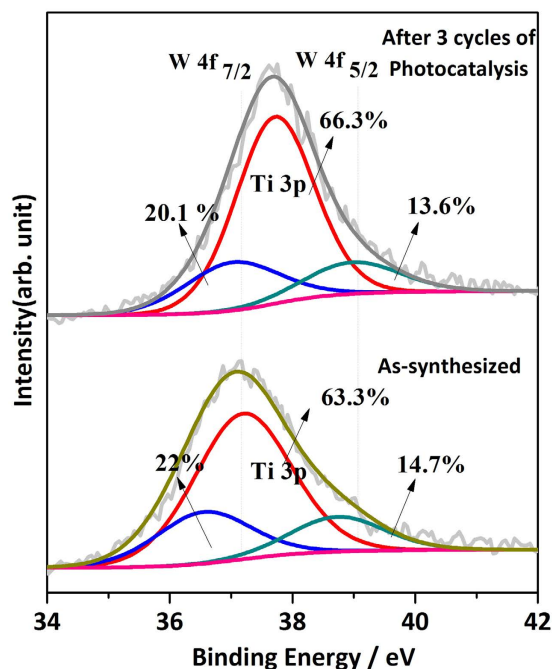 After 3 cycles of
Photocatalysis
W 4f 7/2
W 4f 5/2
66.3%
Ti 3p
20.1 %
13.6%
As-synthesized
63.3%
22%
Ti 3p
14.7%
Intensity(arb. unit)
34 36 38 40 42
Binding Energy / eV